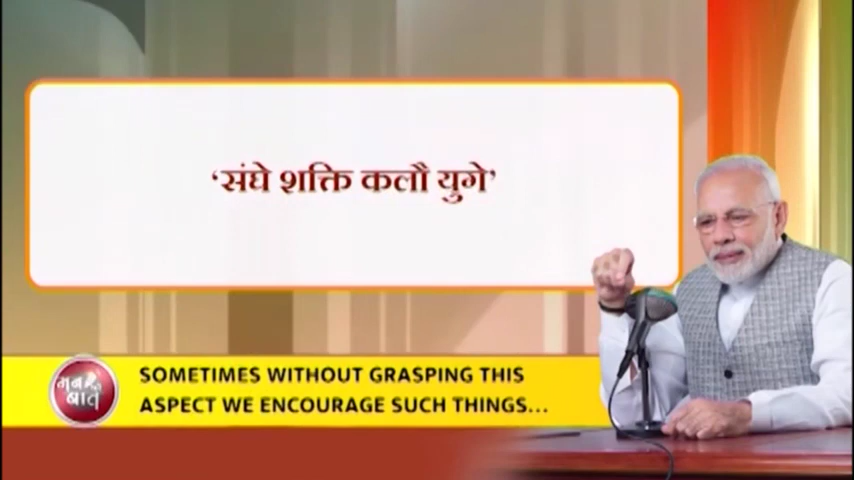 ‘संघे शक्ति कलौ युगे’
मन की
बात
SOMETIMES WITHOUT GRASPING THIS
ASPECT WE ENCOURAGE SUCH THINGS...